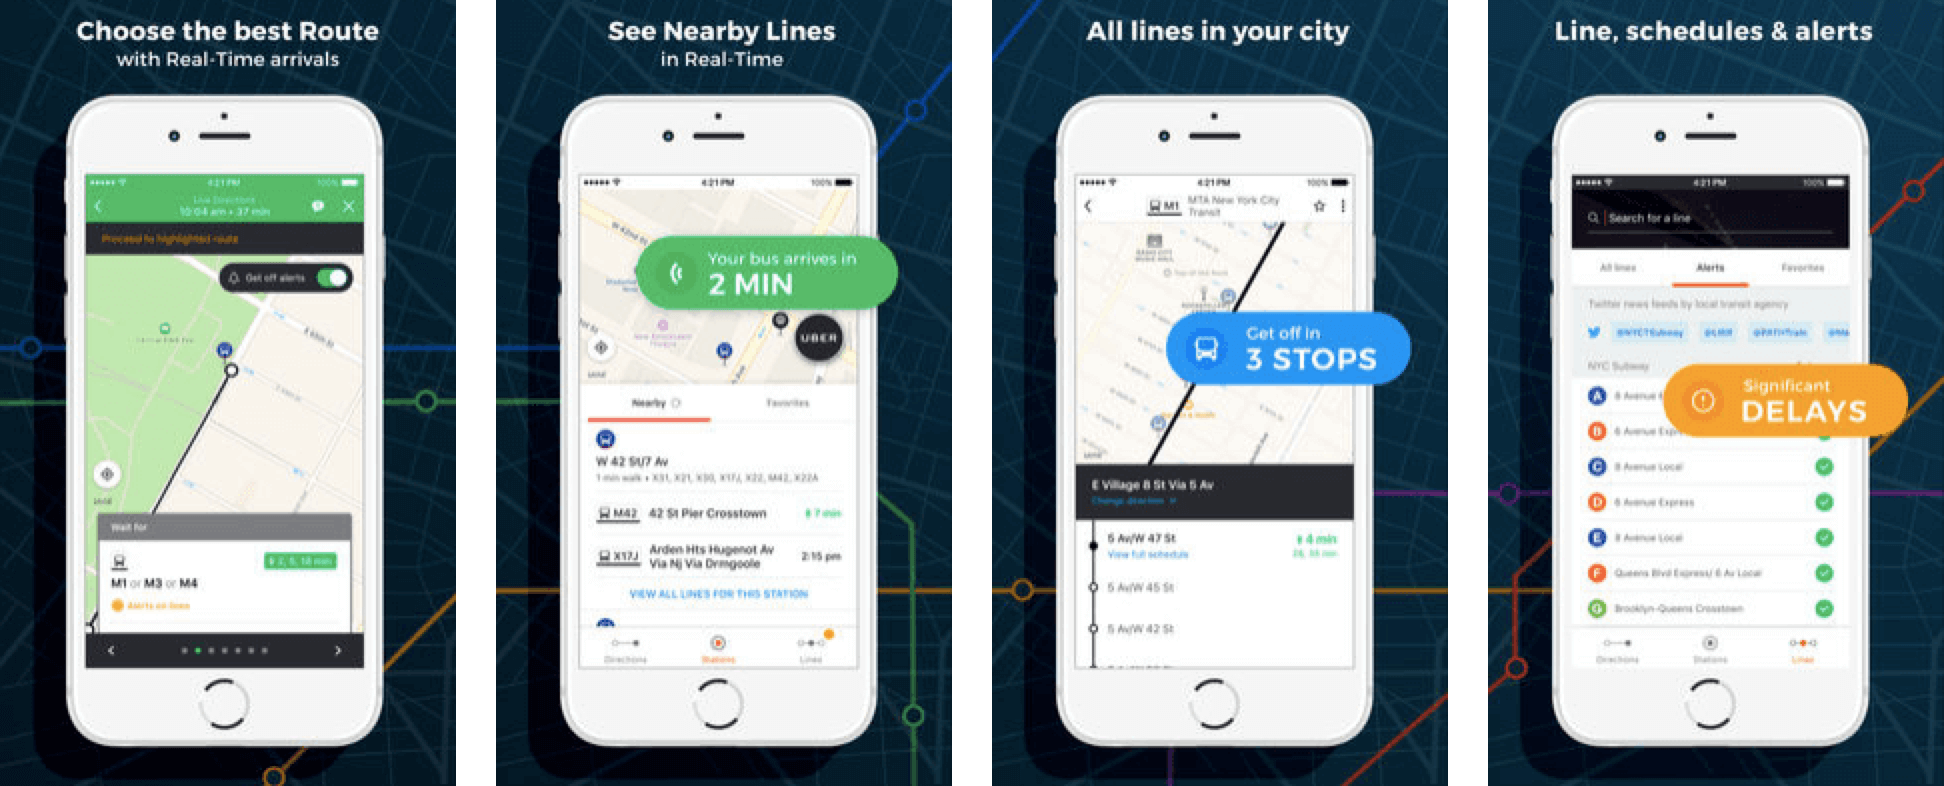 Choose the best Route
with Real-Time arrivals
4:21 PM
100%
Live Directions
10:04 am • 37 min
Proceed to highlighted route
Get off alerts
E 65th St
Wait for
2, 5, 18 min
M1 or M3 or M4
Alerts on lines
See Nearby Lines
in Real-Time
4:21 PM
100%
W 42nd St
Your bus arrives in
2 MIN
UBER
Nearby
Favorites
W 42 St/7 Av
1 min walk • X31, X21, X30, X17J, X22, M42, X22A
M42
42 St Pier Crosstown
7 min
X17J
Arden Hts Hugenot Av
Via Nj Via Drmgoole
2:15 pm
VIEW ALL LINES FOR THIS STATION
Directions
Stations
Lines
All lines in your city
4:21 PM
100%
M1
MTA New York City
Transit
Top of the Rock
Get off in
3 STOPS
E Village 8 St Via 5 Av
Change direction
5 Av/W 47 St
4 min
View full schedule
5 Av/W 45 St
5 Av/W 42 St
Line, schedules & alerts
4:21 PM
100%
Search for a line
All lines
Alerts
Favorites
Twitter news feeds by local transit agency
@NYCTSubway
@LIRR
@PATHTrain
NYC Subway
Significant
DELAYS
A
8 Avenue
B
6 Avenue
C
8 Avenue Local
D
6 Avenue Express
E
8 Avenue Local
F
Queens Blvd Express/ 6 Av Local
G
Brooklyn-Queens Crosstown
Directions
Stations
Lines